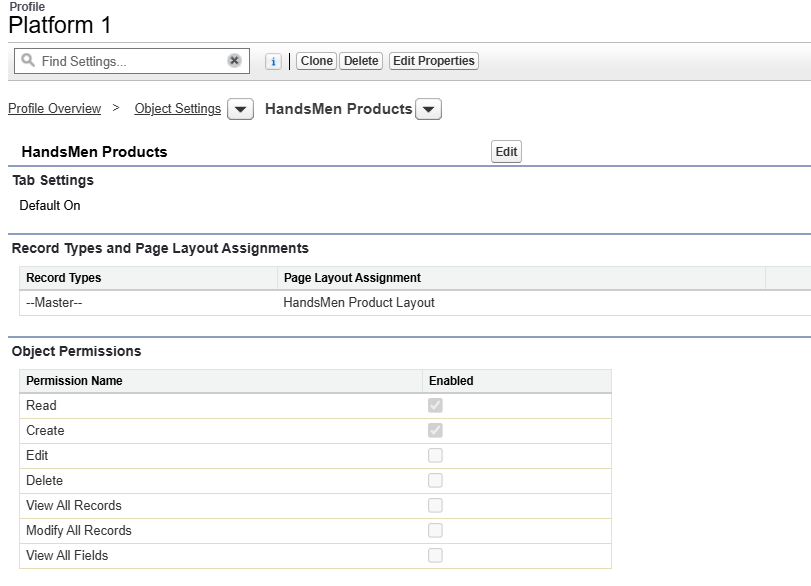 Profile
Platform 1
Find Settings...
i
Clone Delete Edit Properties
Profile Overview > Object Settings HandsMen Products
HandsMen Products Edit
Tab Settings
Default On
Record Types and Page Layout Assignments
Record Types Page Layout Assignment
--Master-- HandsMen Product Layout
Object Permissions
Permission Name Enabled
Read
Create
Edit
Delete
View All Records
Modify All Records
View All Fields